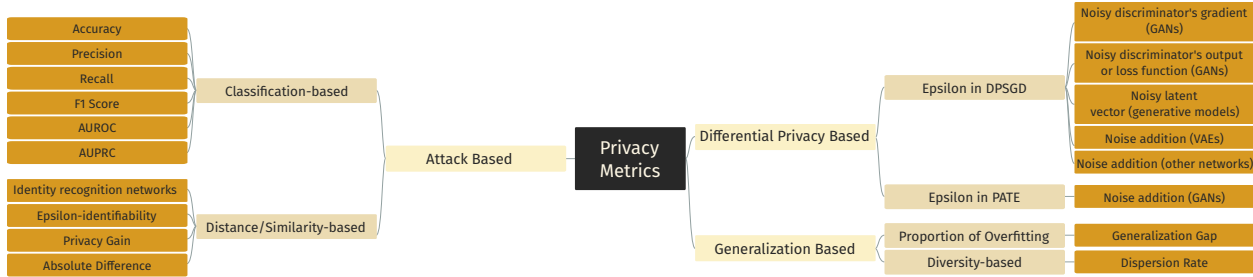 Accuracy
Precision
Recall
F1 Score
AUROC
AUPRC
Classification-based
Identity recognition networks
Epsilon-identifiability
Privacy Gain
Absolute Difference
Distance/Similarity-based
Attack Based
Privacy
Metrics
Differential Privacy Based
Epsilon in DPSGD
Noisy discriminator's gradient
(GANs)
Noisy discriminator's output
or loss function (GANs)
Noisy latent
vector (generative models)
Noise addition (VAEs)
Noise addition (other networks)
Epsilon in PATE
Noise addition (GANs)
Generalization Based
Proportion of Overfitting
Generalization Gap
Diversity-based
Dispersion Rate